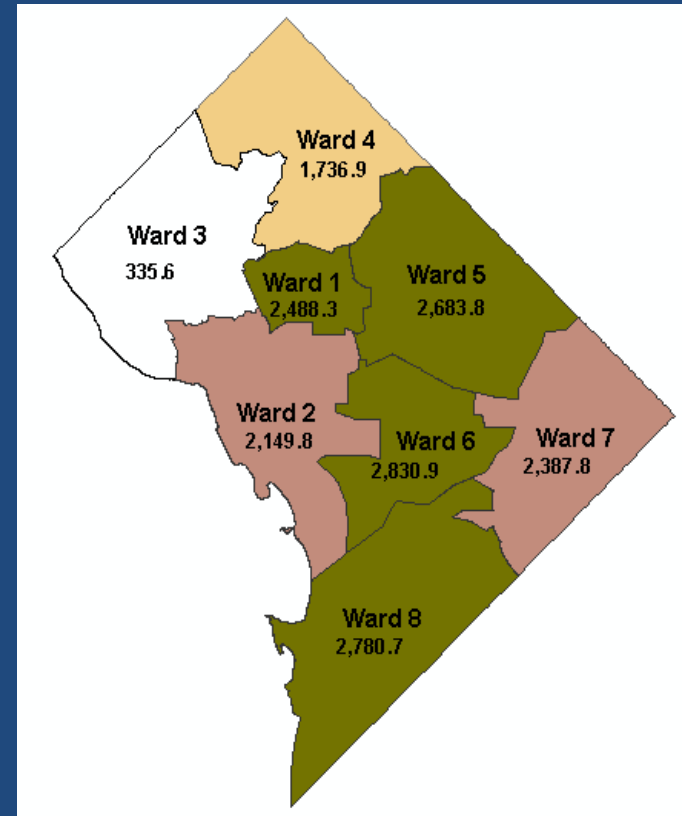 Ward 4
1,736.9
Ward 3
335.6
Ward 1
2,488.3
Ward 5
2,683.8
Ward 2
2,149.8
Ward 6
2,830.9
Ward 7
2,387.8
Ward 8
2,780.7